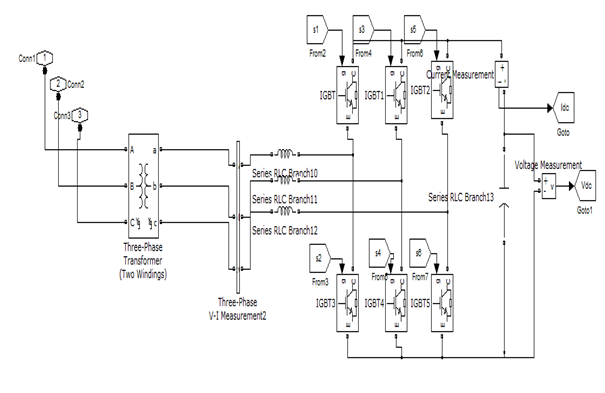 s1
s3
s5
From2
From4
From6
Conn1
1
2
Conn2
Conn3
3
g
C
E
IGBT
g
C
E
IGBT1
g
C
E
IGBT2
Current Measurement
+
-
i
Idc
Goto
A
B
C
a
b
c
Yg
Yg
Three-Phase
Transformer
(Two Windings)
Series RLC Branch10
Series RLC Branch11
Series RLC Branch12
Three-Phase
V-I Measurement2
Series RLC Branch13
Voltage Measurement
+
-
v
Vdc
Goto1
s2
s4
s6
From3
From7
g
C
E
IGBT3
g
C
E
IGBT4
g
C
E
IGBT5